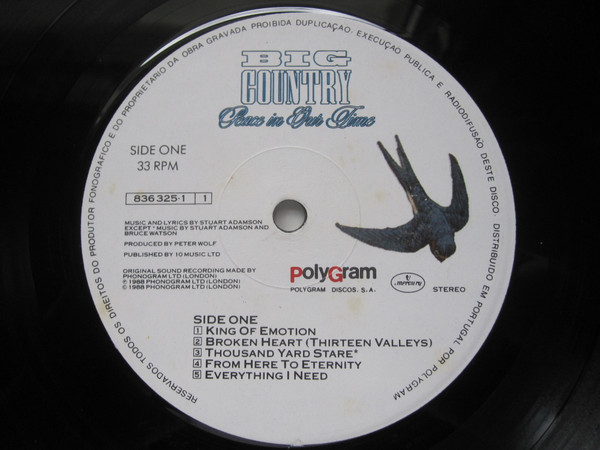 RESERVADOS TODOS OS DIREITOS DO PRODUTOR FONOGRAFICO E DO PROPRIETARIO DA OBRA GRAVADA PROIBIDA DUPLICAÇAO. EXECUÇAO PUBLICA E RADIODIFUSAO DESTE DISCO. DISTRIBUIDO EM PORTUGAL POR POLYGRAM
BIG
COUNTRY
Peace in Our Time
SIDE ONE
33 RPM
836 325-1 1
MUSIC AND LYRICS BY STUART ADAMSON
EXCEPT * MUSIC BY STUART ADAMSON AND
BRUCE WATSON
PRODUCED BY PETER WOLF
PUBLISHED BY 10 MUSIC LTD
ORIGINAL SOUND RECORDING MADE BY
PHONOGRAM LTD (LONDON)
℗ 1988 PHONOGRAM LTD (LONDON)
© 1988 PHONOGRAM LTD (LONDON)
PolyGram
POLYGRAM DISCOS. S. A.
mercury
STEREO
SIDE ONE
1 KING OF EMOTION
2 BROKEN HEART (THIRTEEN VALLEYS)
3 THOUSAND YARD STARE*
4 FROM HERE TO ETERNITY
5 EVERYTHING I NEED